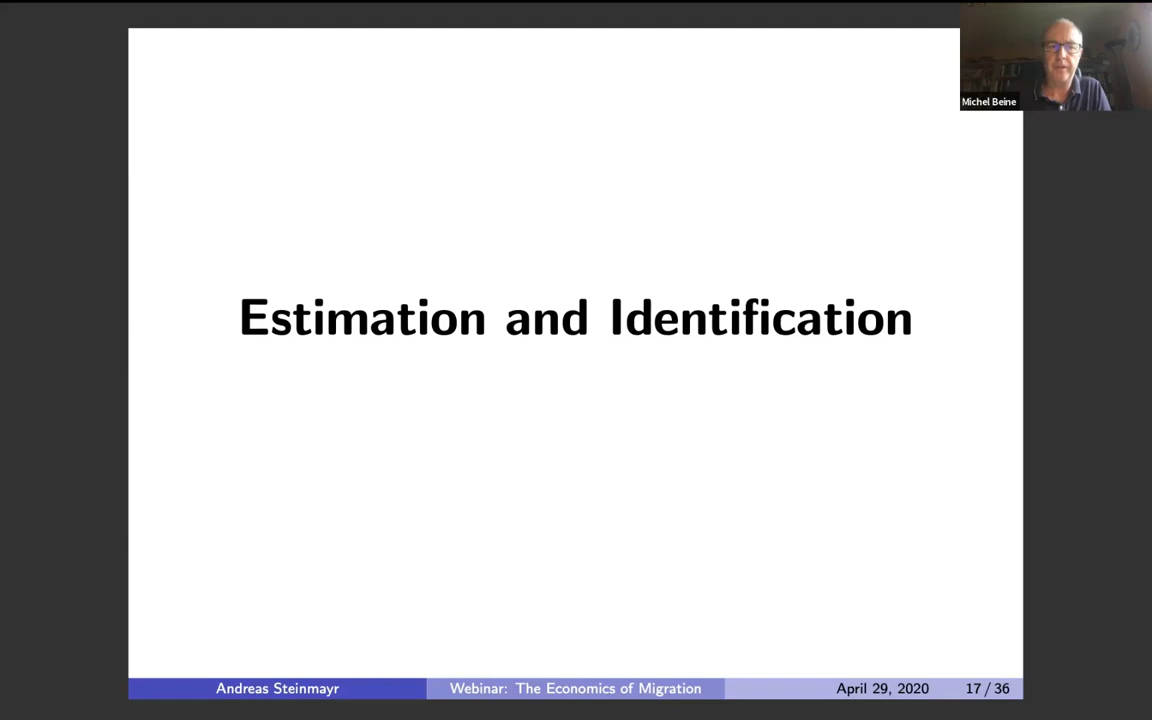 Michel Beine
Estimation and Identification
Andreas Steinmayr
Webinar: The Economics of Migration
April 29, 2020
17 / 36